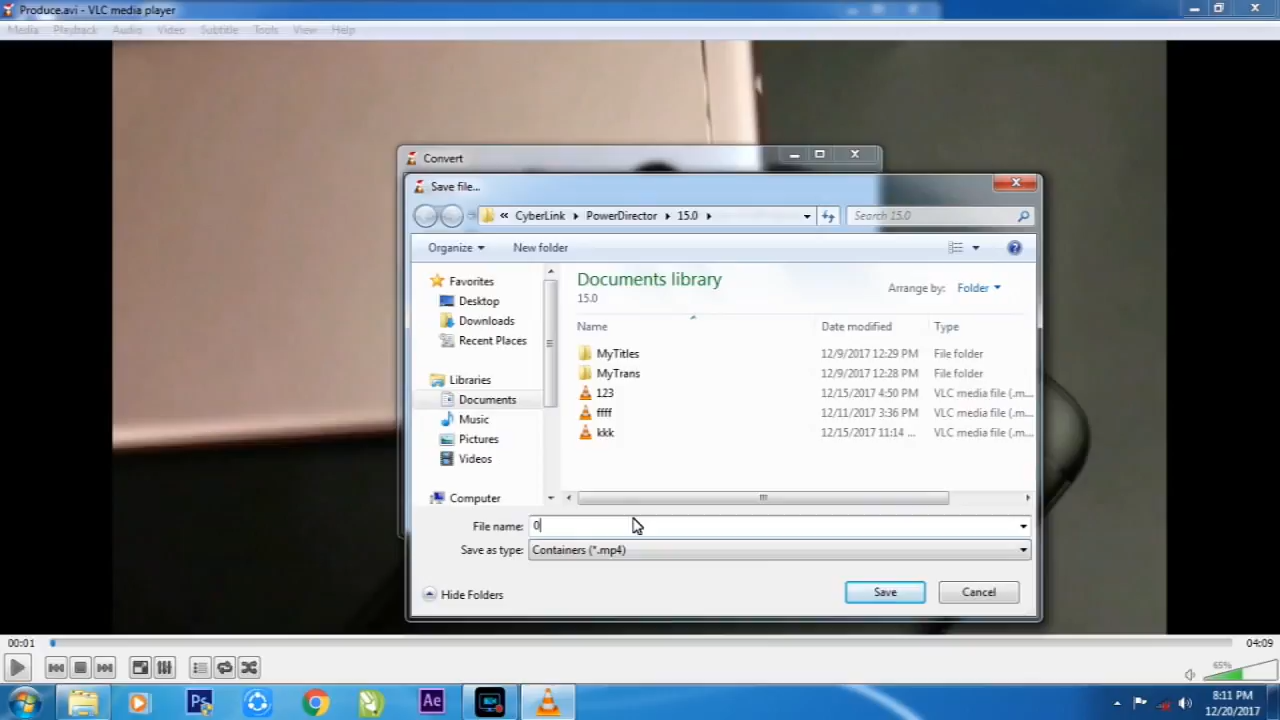 Produce.avi - VLC media player
Media Playback Audio Video Subtitle Tools View Help
Convert
Save file...
« CyberLink PowerDirector 15.0
Search 15.0
Organize New folder
Favorites
Desktop
Downloads
Recent Places
Libraries
Documents
Music
Pictures
Videos
Computer
Documents library
15.0
Arrange by: Folder
Name Date modified Type
MyTitles 12/9/2017 12:29 PM File folder
MyTrans 12/9/2017 12:28 PM File folder
123 12/15/2017 4:50 PM VLC media file (.m...
ffff 12/11/2017 3:36 PM VLC media file (.m...
kkk 12/15/2017 11:14 ... VLC media file (.m...
File name: 0
Save as type: Containers (*.mp4)
Hide Folders
Save Cancel
00:01 04:09
65%
Ps Ae
8:11 PM
12/20/2017